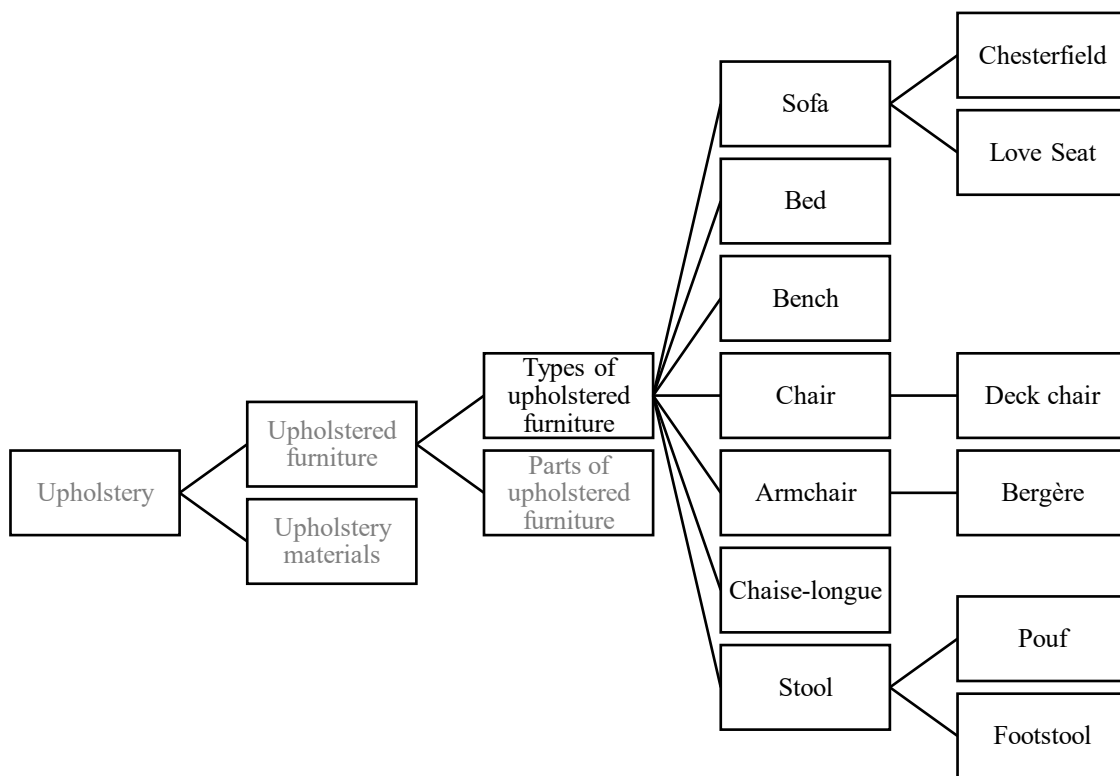 Upholstery
Upholstered
furniture
Upholstery
materials
Types of
upholstered
furniture
Parts of
upholstered
furniture
Sofa
Bed
Bench
Chair
Armchair
Chaise-longue
Stool
Chesterfield
Love Seat
Deck chair
Bergère
Pouf
Footstool